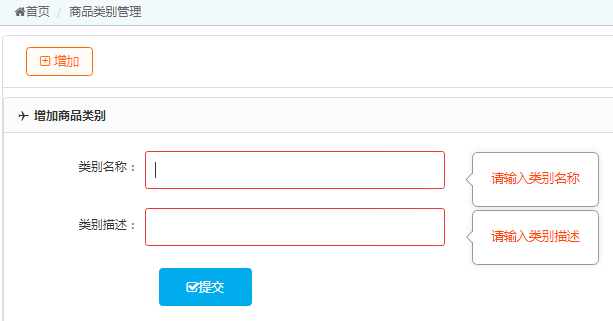 首页 / 商品类别管理
增加
增加商品类别
类别名称： 请输入类别名称
类别描述： 请输入类别描述
提交